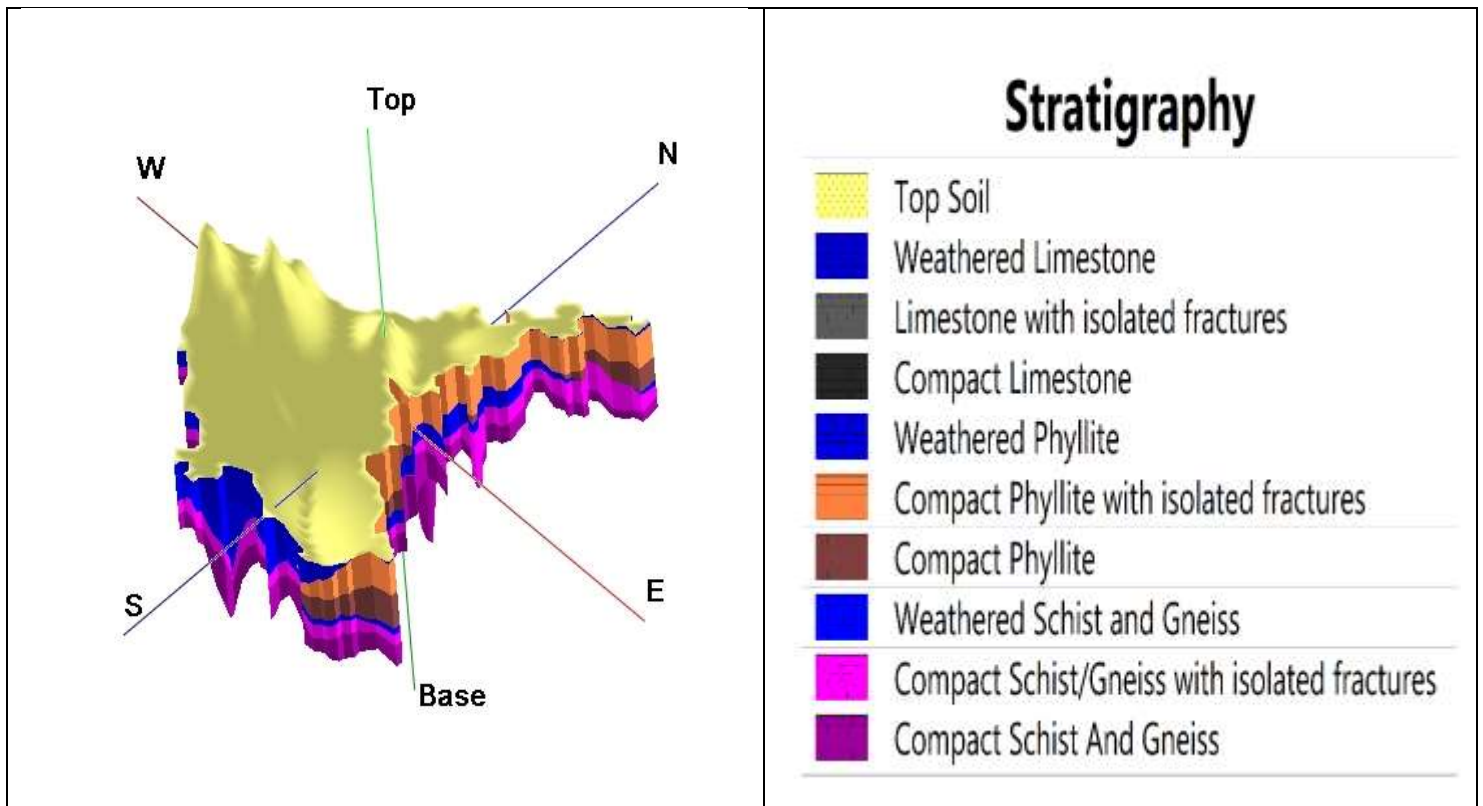 Top
W
N
S
E
Base
Stratigraphy
Top Soil
Weathered Limestone
Limestone with isolated fractures
Compact Limestone
Weathered Phyllite
Compact Phyllite with isolated fractures
Compact Phyllite
Weathered Schist and Gneiss
Compact Schist/Gneiss with isolated fractures
Compact Schist And Gneiss